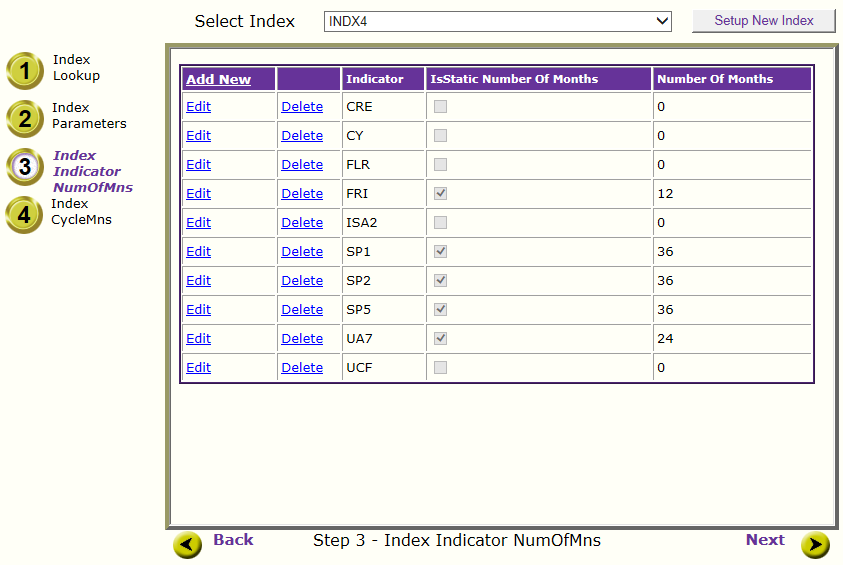 Select Index INDX4 Setup New Index
1 Index
Lookup
2 Index
Parameters
3 Index
Indicator
NumOfMns
4 Index
CycleMns
Add New Indicator IsStatic Number Of Months Number Of Months
Edit Delete CRE 0
Edit Delete CY 0
Edit Delete FLR 0
Edit Delete FRI 12
Edit Delete ISA2 0
Edit Delete SP1 36
Edit Delete SP2 36
Edit Delete SP5 36
Edit Delete UA7 24
Edit Delete UCF 0
Back Step 3 - Index Indicator NumOfMns Next